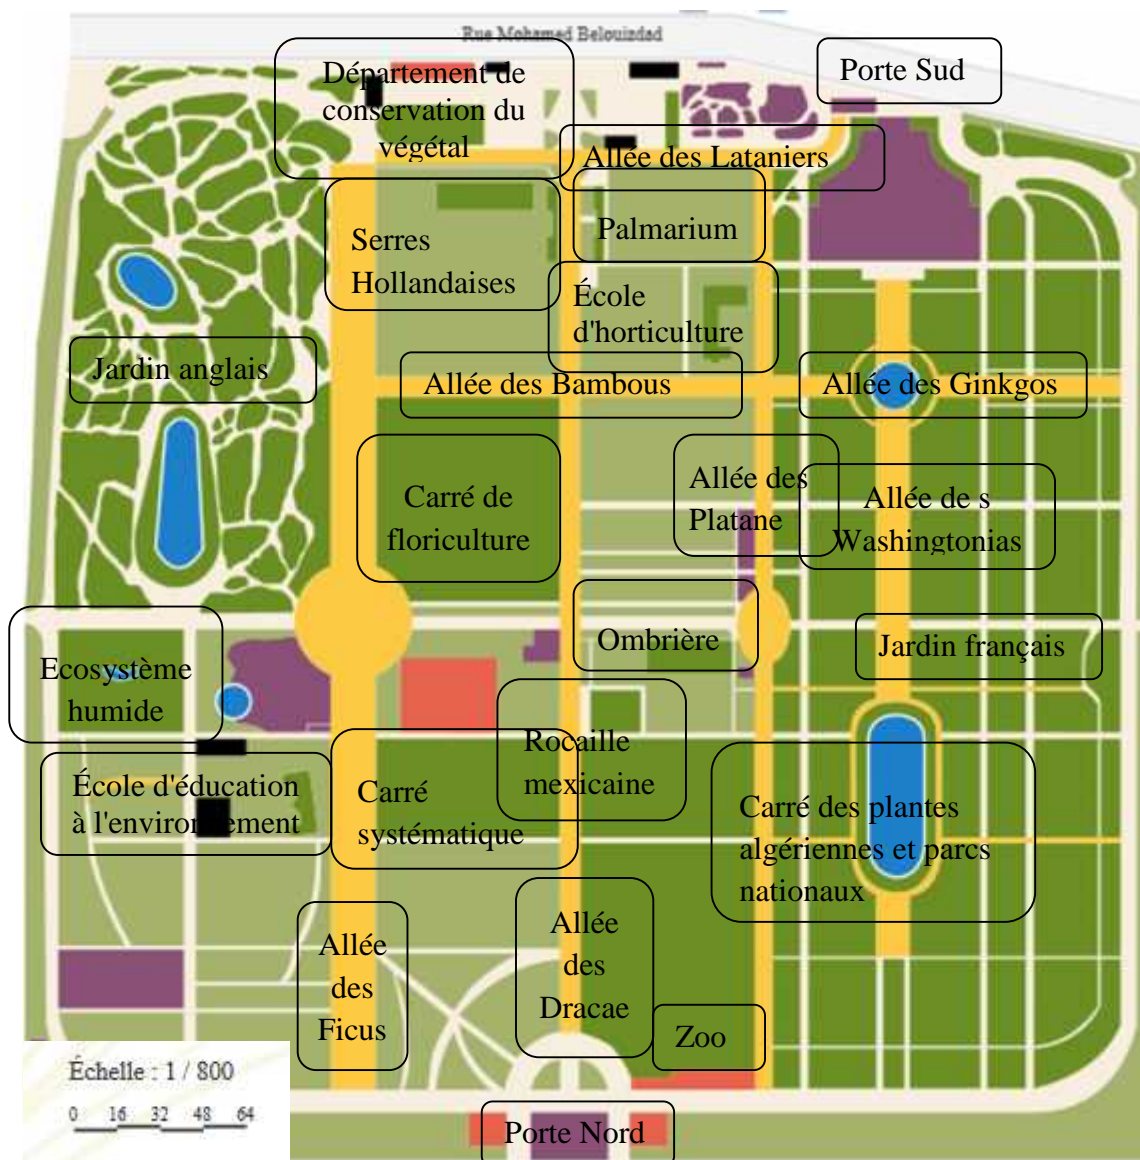 Rue Mohamed Belouizdad
Département de
conservation du
végétal
Porte Sud
Allée des Lataniers
Palmarium
Serres
Hollandaises
École
d'horticulture
Jardin anglais
Allée des Bambous
Allée des Ginkgos
Carré de
floriculture
Allée des
Platane
Allée de s
Washingtonias
Ombrière
Jardin français
Ecosystème
humide
Rocaille
mexicaine
École d'éducation
à l'environnement
Carré
systématique
Carré des plantes
algériennes et parcs
nationaux
Allée
des
Ficus
Allée
des
Dracae
Zoo
Échelle : 1 / 800
0 16 32 48 64
Porte Nord